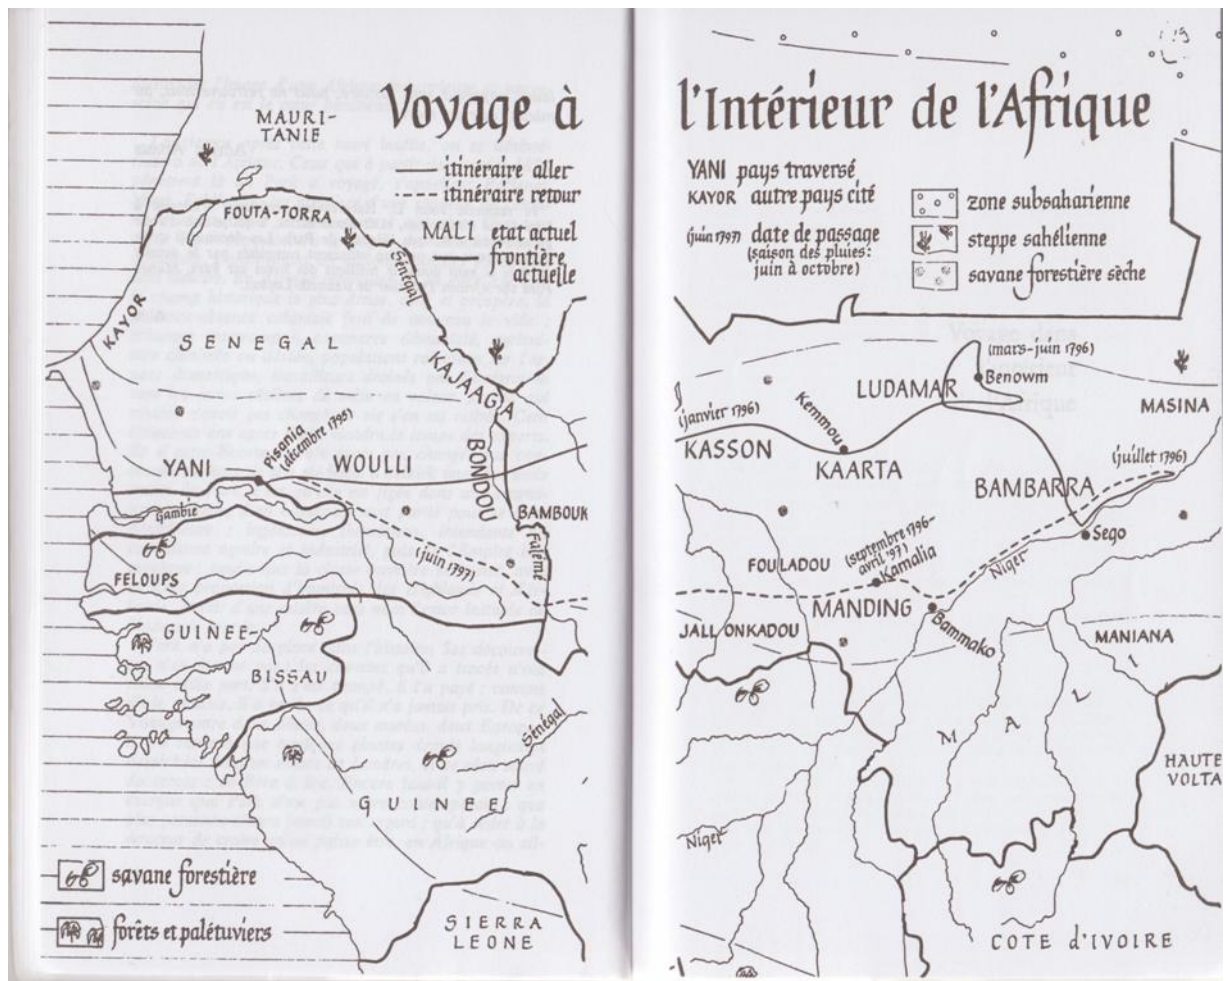 Voyage à
MAURI-
TANIE
itinéraire aller
itinéraire retour
MALI etat actuel
frontière
actuelle
FOUTA-TORRA
Sénégal
KAYOR
SENEGAL
KAJAAGA
Pisania
(décembre 1795)
YANI
WOULLI
BONDOU
BAMBOUK
Gambie
Falémé
juin 1797)
FELOUPS
GUINEE-
BISSAU
Sénégal
GUINEE
savane forestière
forêts et palétuviers
SIERRA
LEONE
l'Intérieur de l'Afrique
YANI pays traversé
KAYOR autre pays cité
(juin 1797) date de passage
(saison des pluies:
juin à octobre)
zone subsaharienne
steppe sahélienne
savane forestière sèche
(mars-juin 1796)
Benowm
LUDAMAR
MASINA
(janvier 1796)
Kemmou
KASSON
KAARTA
(juillet 1796)
BAMBARRA
Sego
(septembre 1796-
avril '97)
Kamalia
FOULADOU
Niger
MANDING
JALLONKADOU
Bammako
MANIANA
MALI
HAUTE
VOLTA
Niger
COTE d'IVOIRE